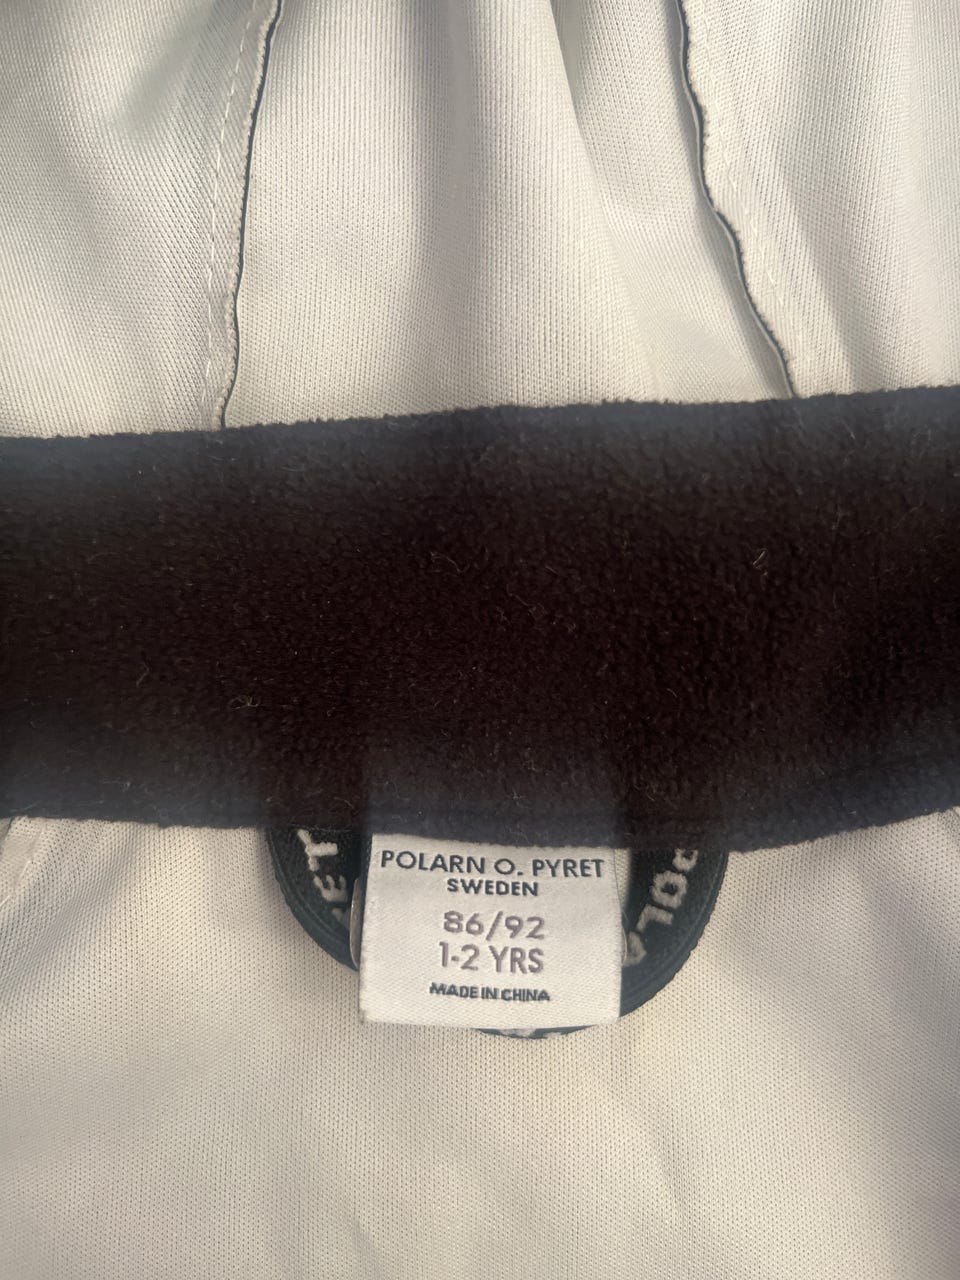 POLARN O. PYRET
SWEDEN
86/92
1-2 YRS
MADE IN CHINA